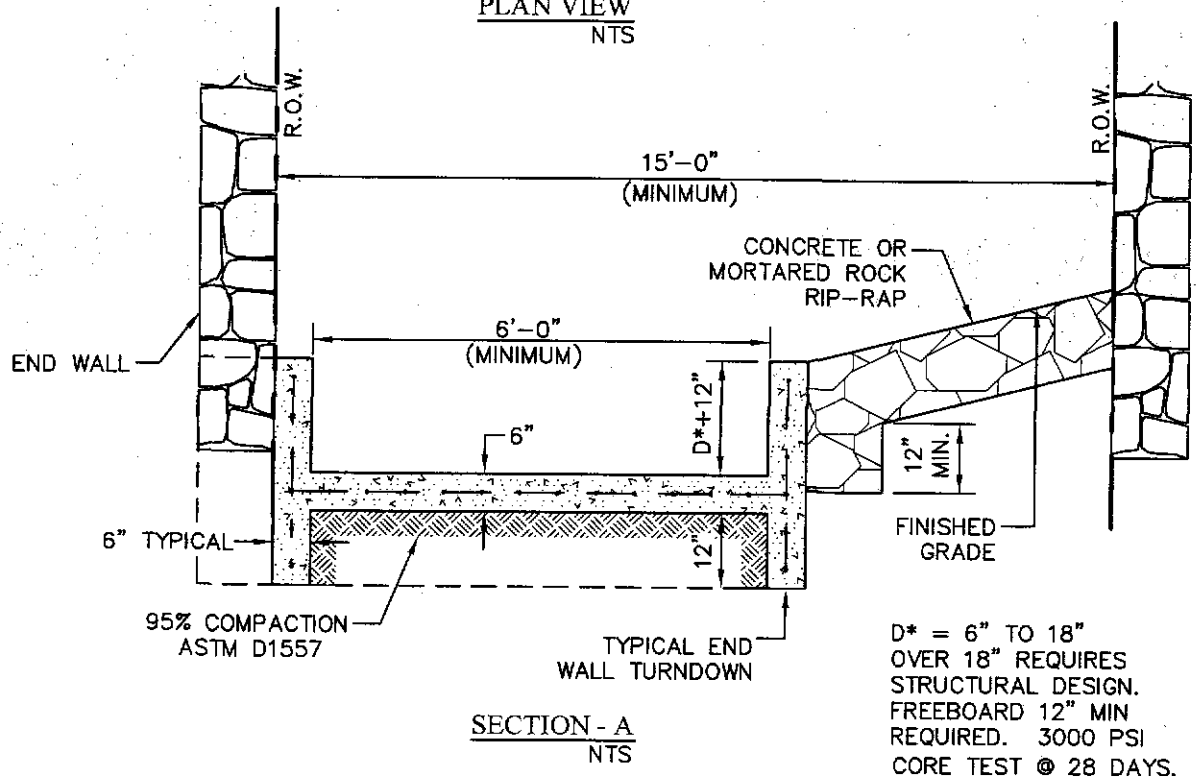 PLAN VIEW
NTS
R.O.W.
R.O.W.
15'-0"
(MINIMUM)
CONCRETE OR
MORTARED ROCK
RIP-RAP
6'-0"
(MINIMUM)
END WALL
D*+12"
6"
12"
MIN.
6" TYPICAL
12"
FINISHED
GRADE
95% COMPACTION
ASTM D1557
TYPICAL END
WALL TURNDOWN
D* = 6" TO 18"
OVER 18" REQUIRES
STRUCTURAL DESIGN.
FREEBOARD 12" MIN
REQUIRED. 3000 PSI
CORE TEST @ 28 DAYS.
SECTION - A
NTS